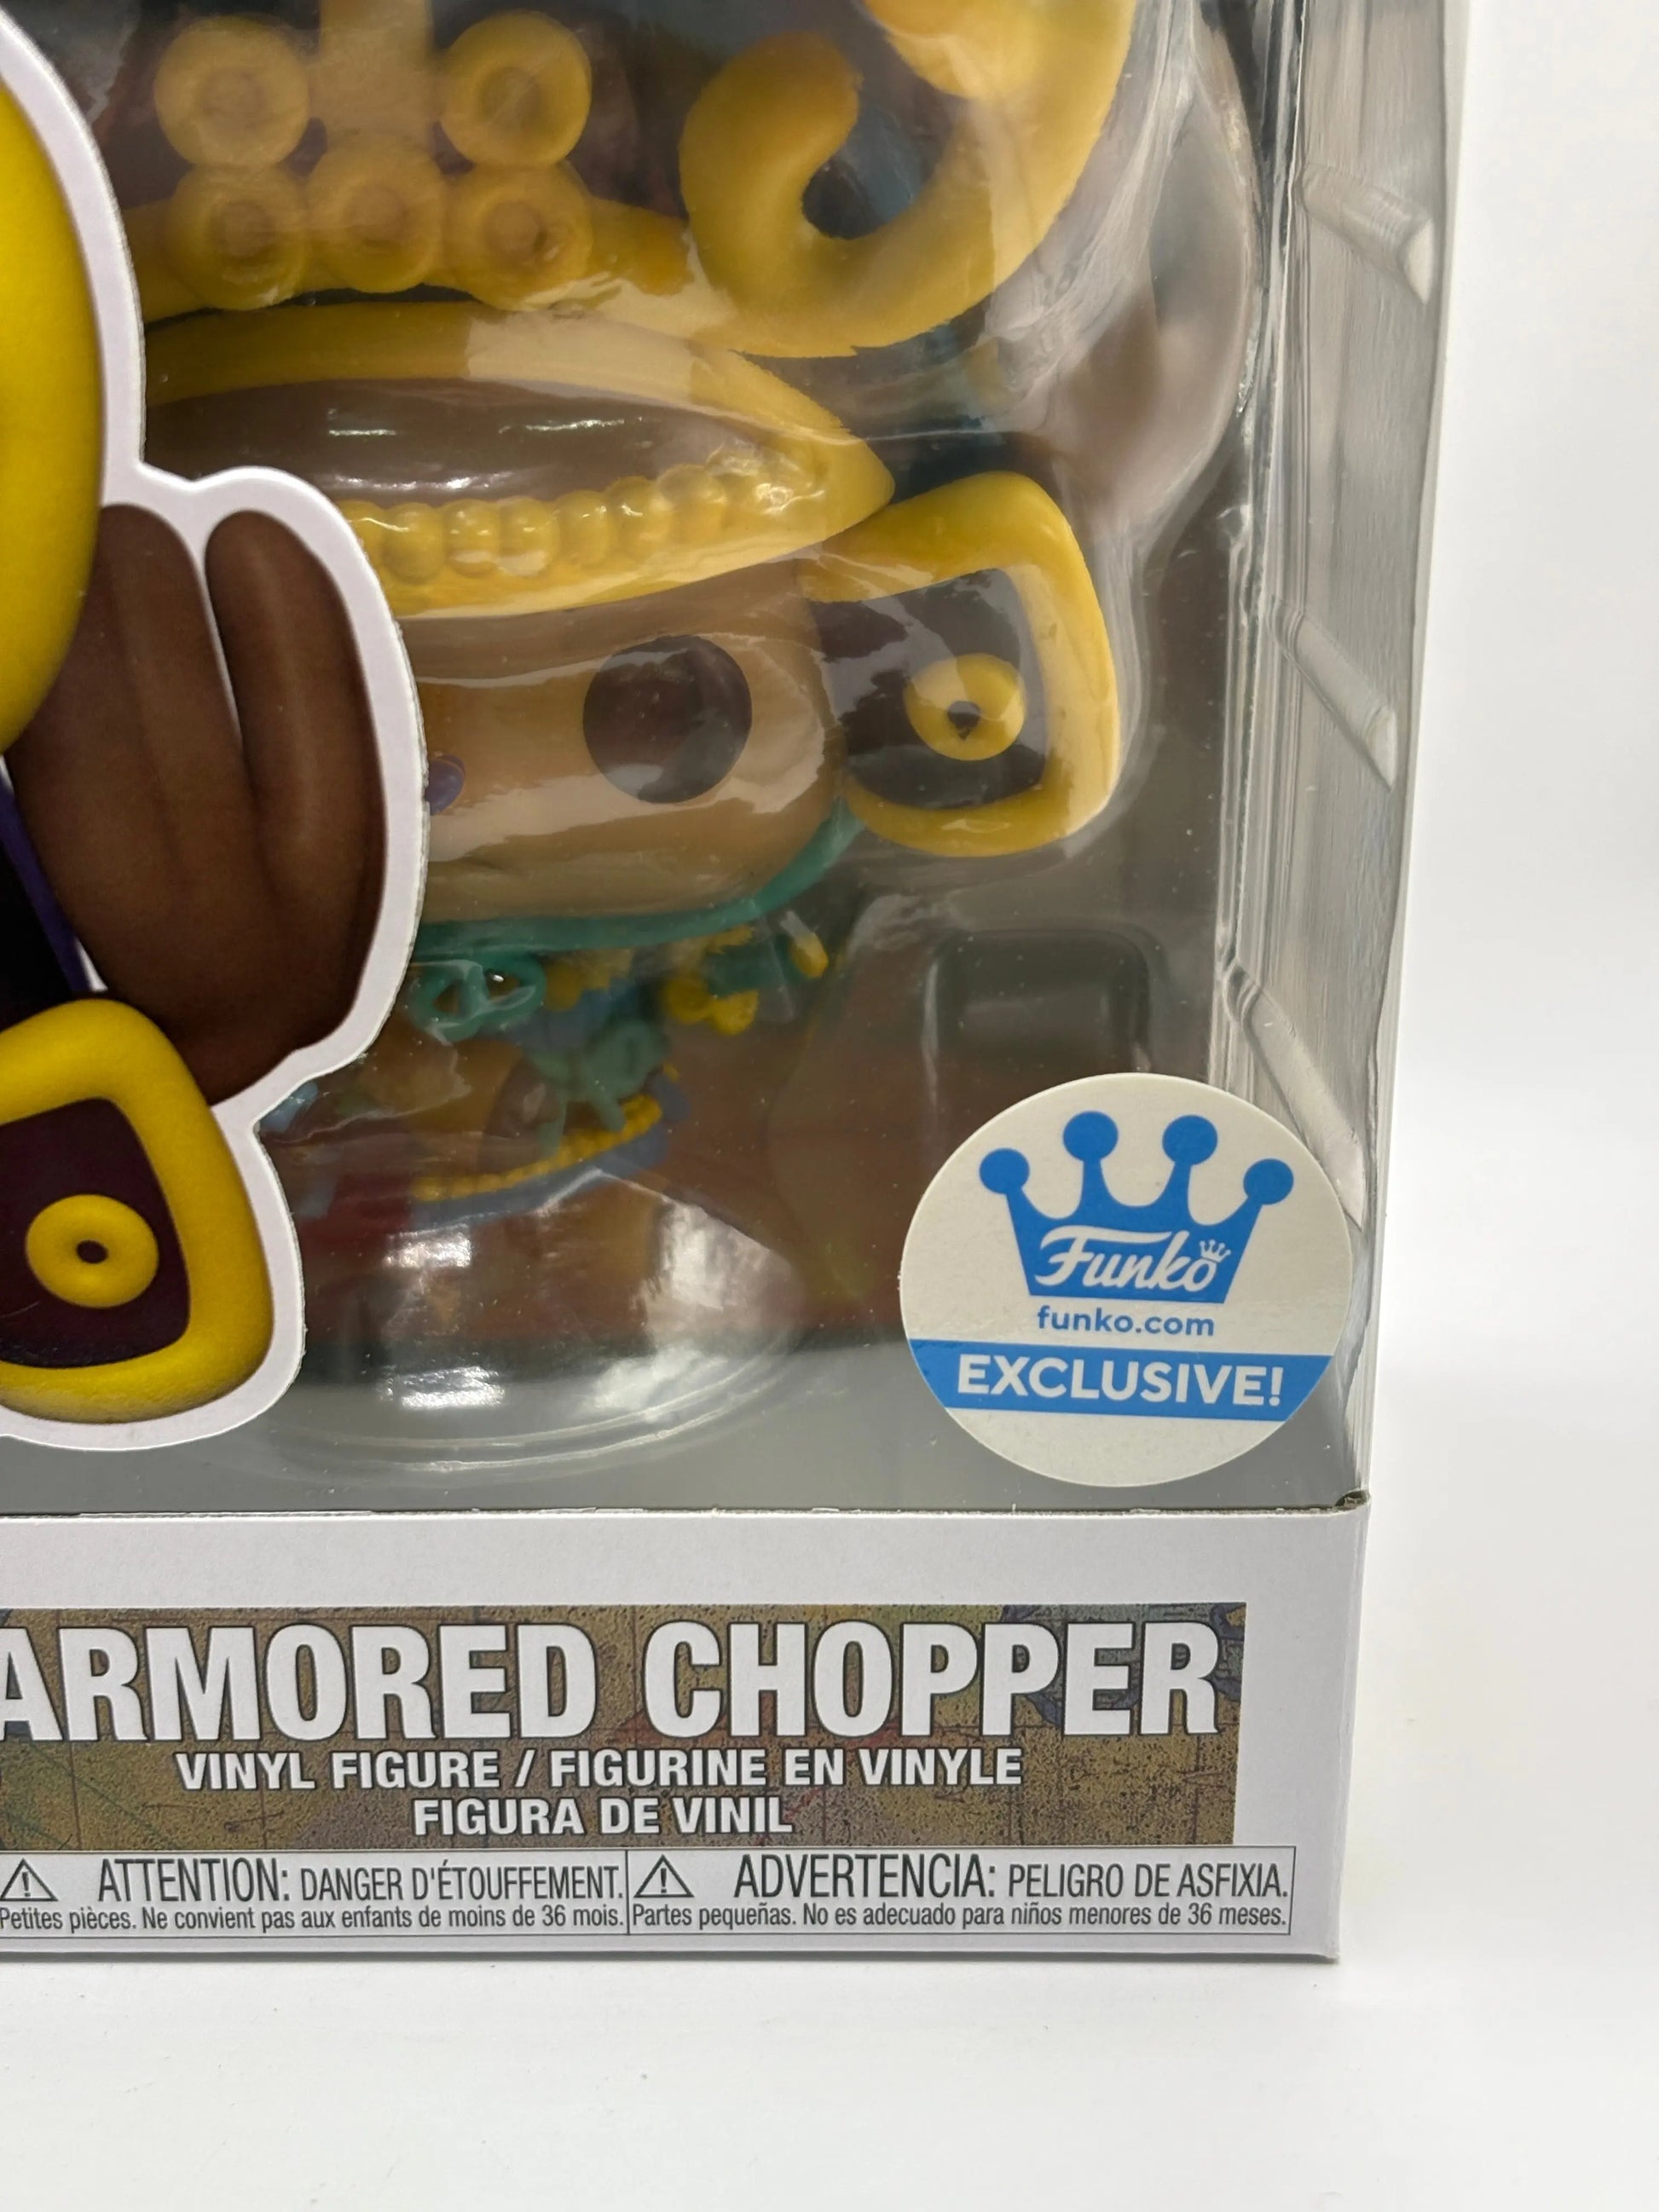 Funko
funko.com
EXCLUSIVE!
ARMORED CHOPPER
VINYL FIGURE / FIGURINE EN VINYLE
FIGURA DE VINIL
ATTENTION: DANGER D'ÉTOUFFEMENT.
Petites pièces. Ne convient pas aux enfants de moins de 36 mois.
ADVERTENCIA: PELIGRO DE ASFIXIA.
Partes pequeñas. No es adecuado para niños menores de 36 meses.